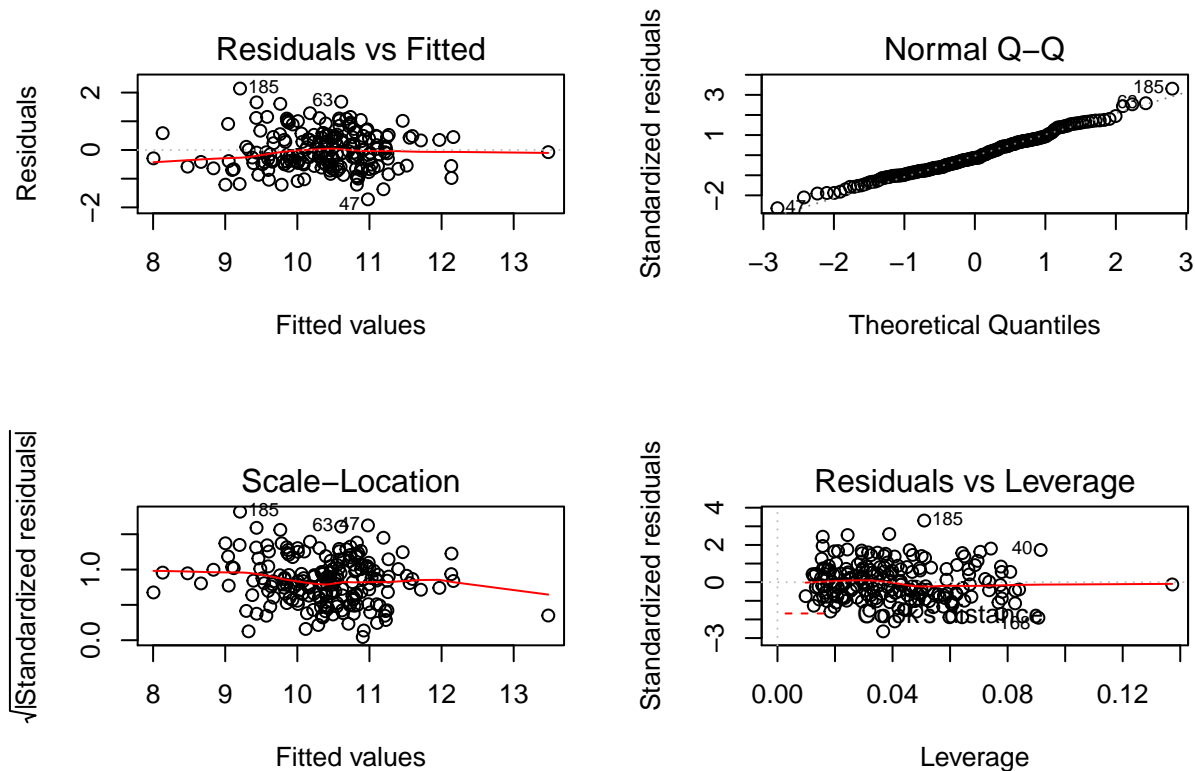 Residuals vs Fitted
Residuals
2
0
−2
185
63
47
8 9 10 11 12 13
Fitted values
Normal Q−Q
Standardized residuals
3
1
−2
185
63
47
−3 −2 −1 0 1 2 3
Theoretical Quantiles
Scale−Location
√|Standardized residuals|
1.0
0.0
185
63 47
8 9 10 11 12 13
Fitted values
Residuals vs Leverage
Standardized residuals
4
2
0
−3
185
40
Cook's distance
166
0.00 0.04 0.08 0.12
Leverage